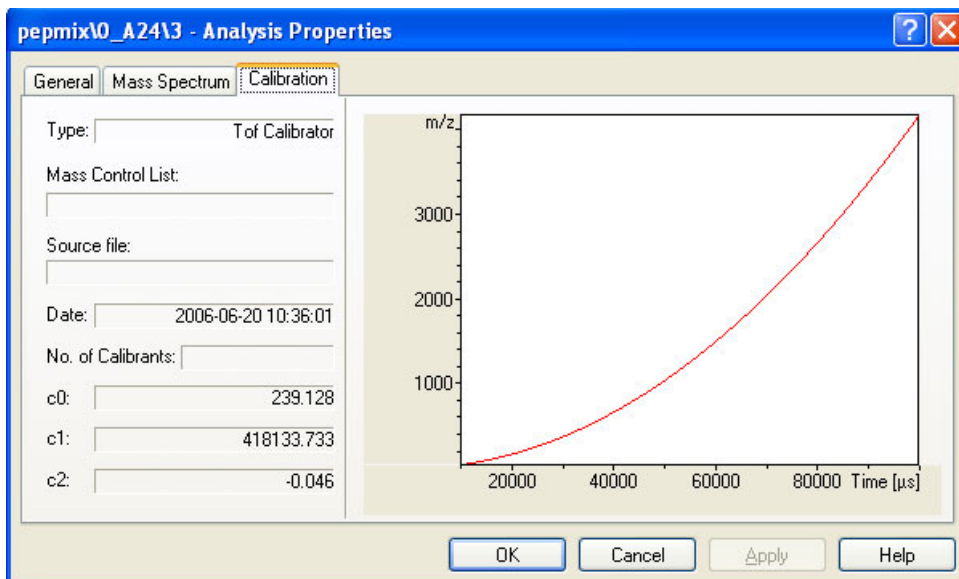 pepmix\0_A24\3 - Analysis Properties
General Mass Spectrum Calibration
Type: Tof Calibrator
Mass Control List:
Source file:
Date: 2006-06-20 10:36:01
No. of Calibrants:
c0: 239.128
c1: 418133.733
c2: -0.046
m/z
3000
2000
1000
20000 40000 60000 80000 Time [µs]
OK Cancel Apply Help